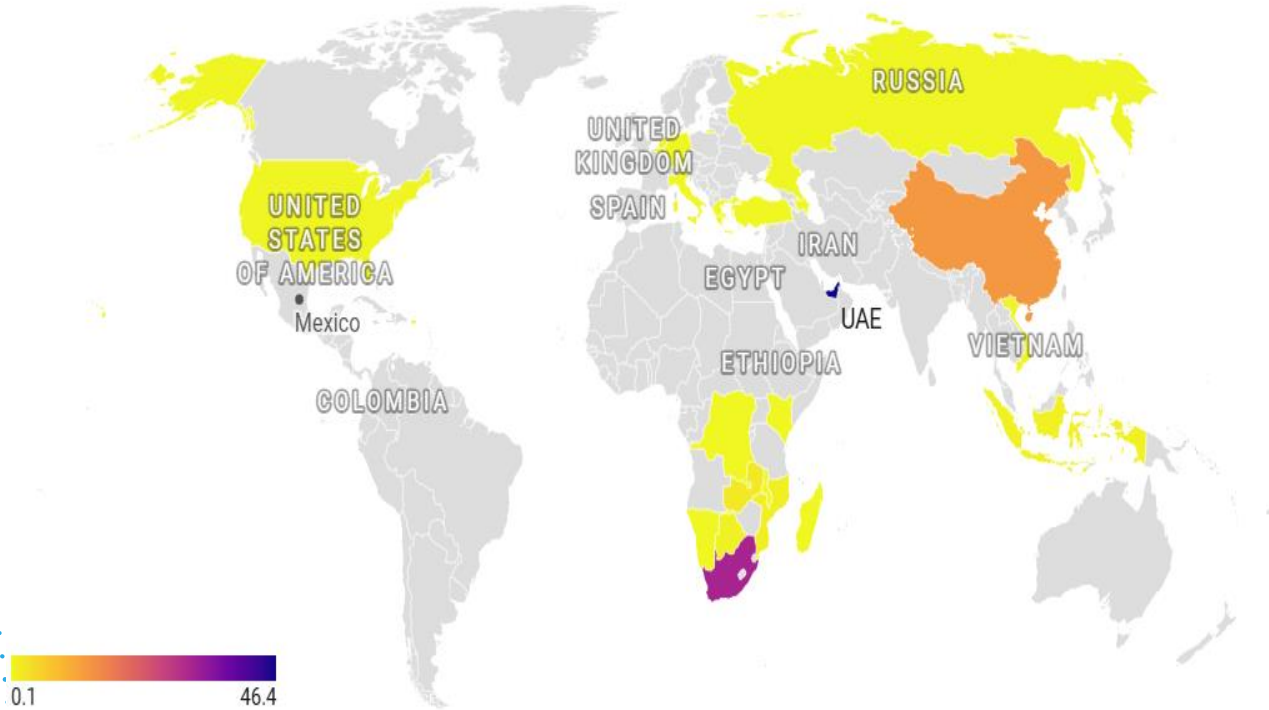 RUSSIA
UNITED
KINGDOM
UNITED
STATES
OF AMERICA
SPAIN
IRAN
EGYPT
Mexico
UAE
VIETNAM
ETHIOPIA
COLOMBIA
0.1
46.4